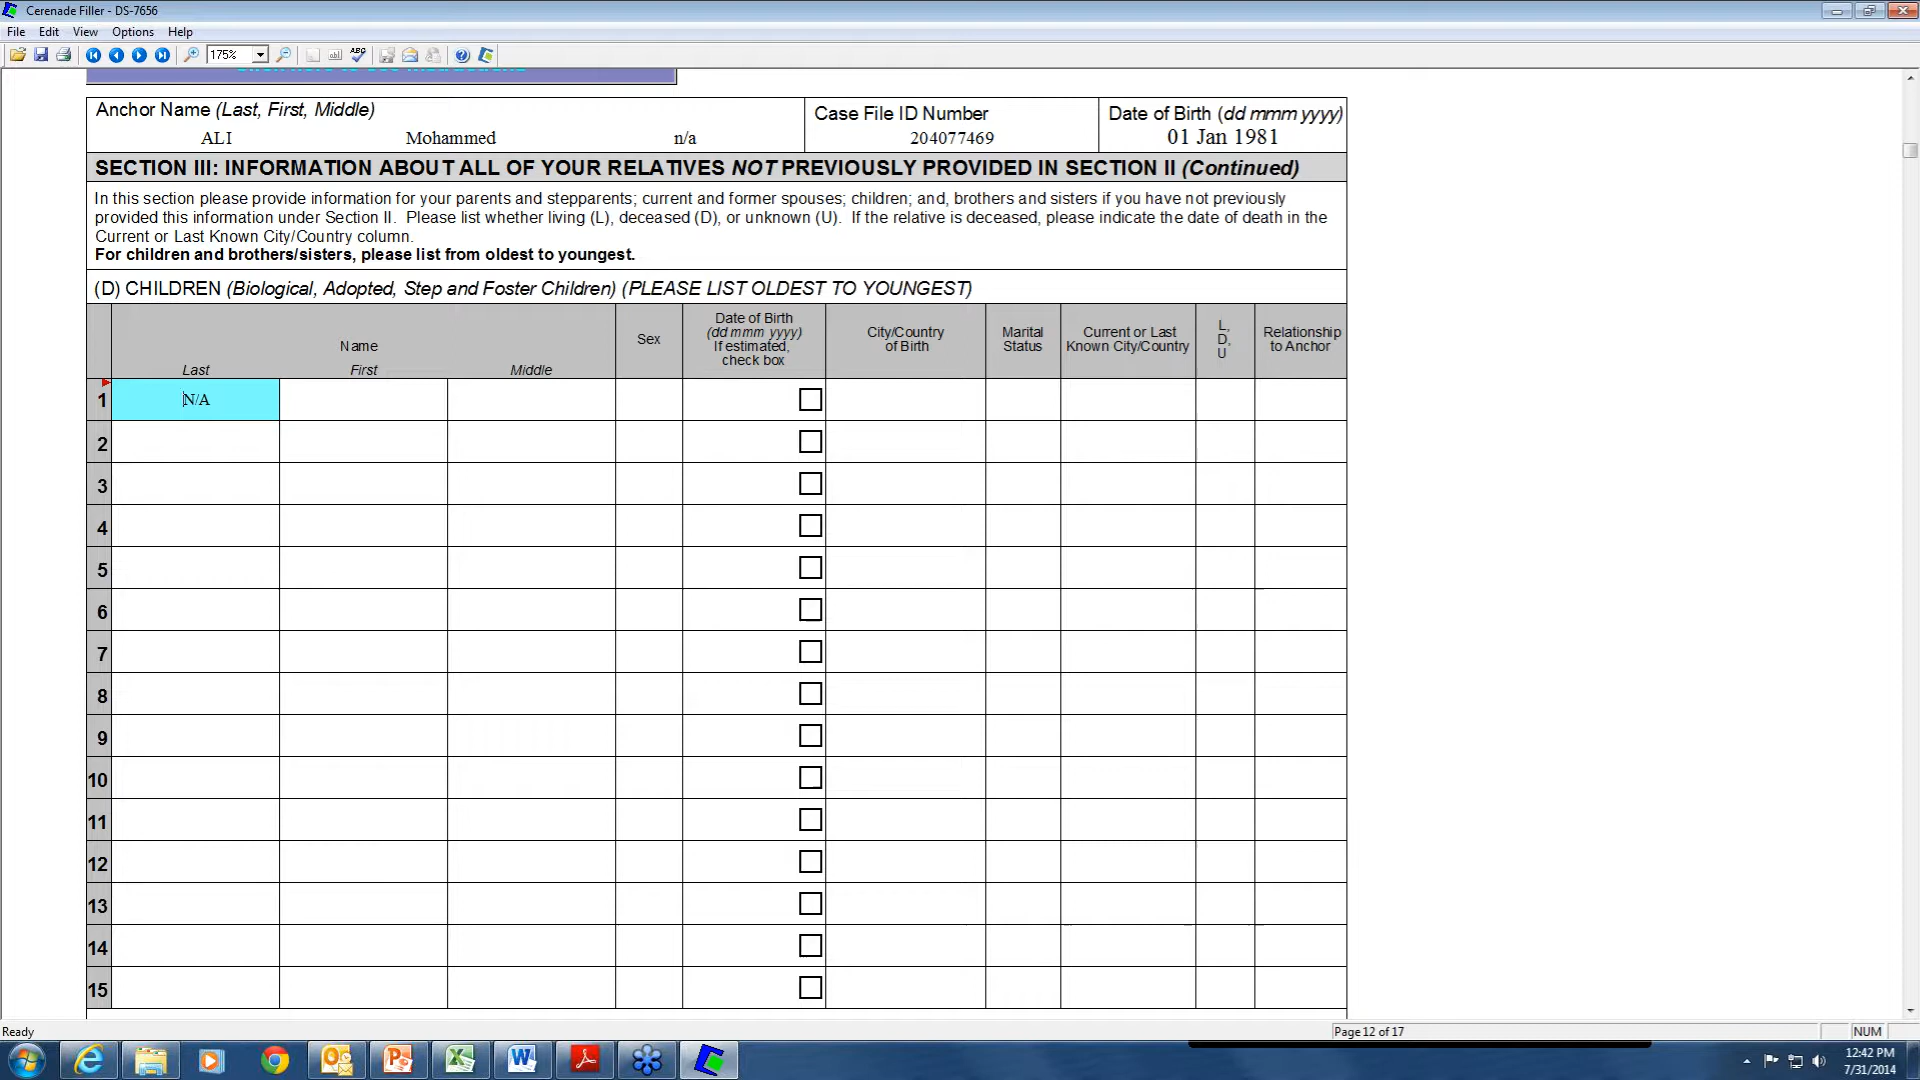 Cerenade Filler - DS-7656
File Edit View Options Help
175%
Anchor Name (Last, First, Middle)
Case File ID Number
Date of Birth (dd mmm yyyy)
ALI Mohammed n/a
204077469
01 Jan 1981
SECTION III: INFORMATION ABOUT ALL OF YOUR RELATIVES NOT PREVIOUSLY PROVIDED IN SECTION II (Continued)
In this section please provide information for your parents and stepparents; current and former spouses; children; and, brothers and sisters if you have not previously
provided this information under Section II. Please list whether living (L), deceased (D), or unknown (U). If the relative is deceased, please indicate the date of death in the
Current or Last Known City/Country column.
For children and brothers/sisters, please list from oldest to youngest.
(D) CHILDREN (Biological, Adopted, Step and Foster Children) (PLEASE LIST OLDEST TO YOUNGEST)
Name
Last First Middle
Sex
Date of Birth
(dd mmm yyyy)
If estimated,
check box
City/Country
of Birth
Marital
Status
Current or Last
Known City/Country
L,
D,
U
Relationship
to Anchor
1 N/A
2
3
4
5
6
7
8
9
10
11
12
13
14
15
Ready
Page 12 of 17
NUM
12:42 PM
7/31/2014